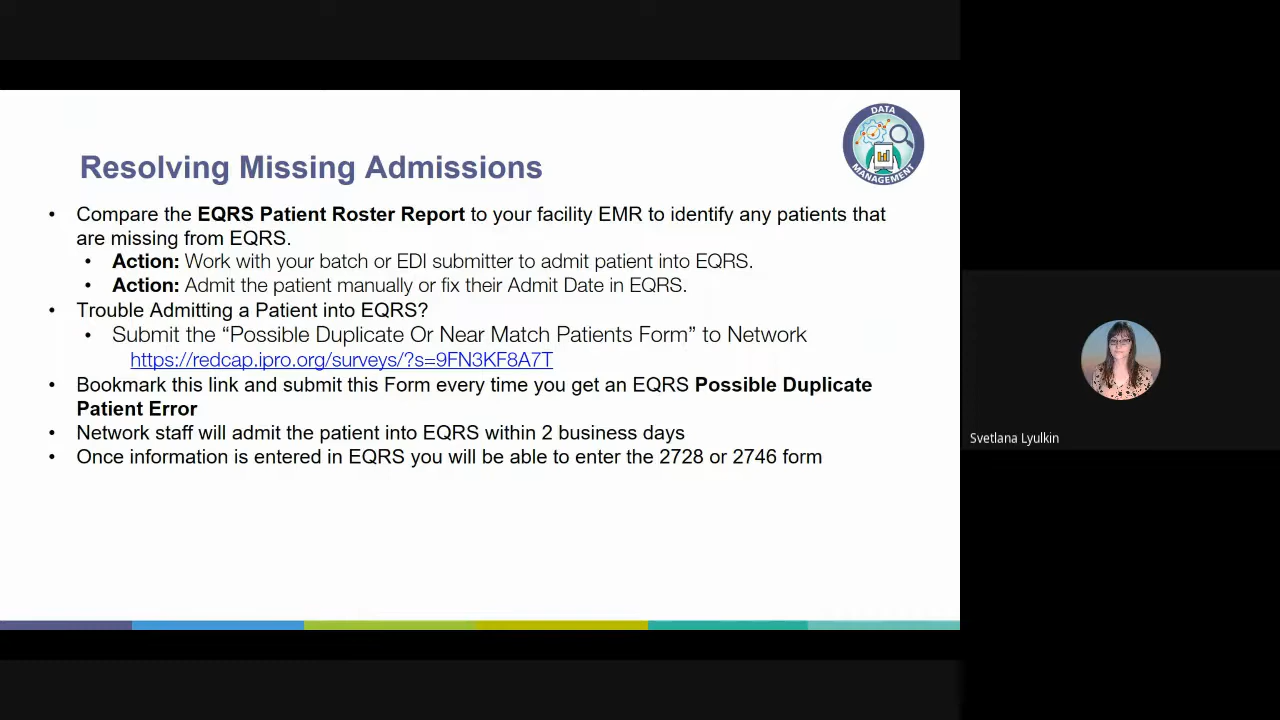 DATA
MANAGEMENT
Resolving Missing Admissions
• Compare the EQRS Patient Roster Report to your facility EMR to identify any patients that
are missing from EQRS.
• Action: Work with your batch or EDI submitter to admit patient into EQRS.
• Action: Admit the patient manually or fix their Admit Date in EQRS.
• Trouble Admitting a Patient into EQRS?
• Submit the “Possible Duplicate Or Near Match Patients Form” to Network
https://redcap.ipro.org/surveys/?s=9FN3KF8A7T
• Bookmark this link and submit this Form every time you get an EQRS Possible Duplicate
Patient Error
• Network staff will admit the patient into EQRS within 2 business days
• Once information is entered in EQRS you will be able to enter the 2728 or 2746 form
Svetlana Lyulkin